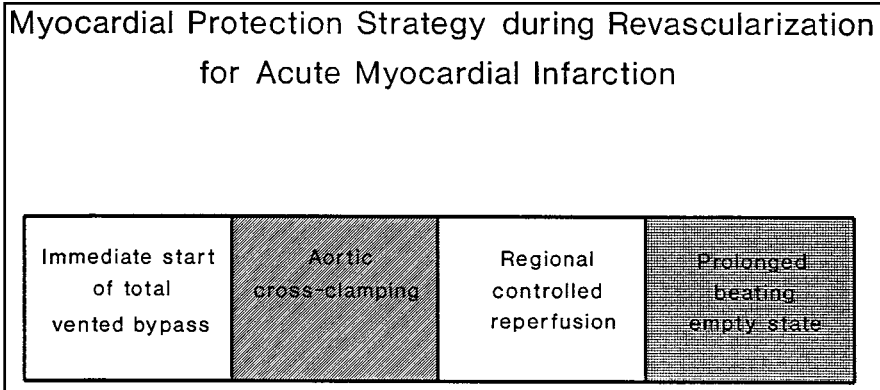 Myocardial Protection Strategy during Revascularization
for Acute Myocardial Infarction
Immediate start
of total
vented bypass
Aortic
cross-clamping
Regional
controlled
reperfusion
Prolonged
beating
empty state